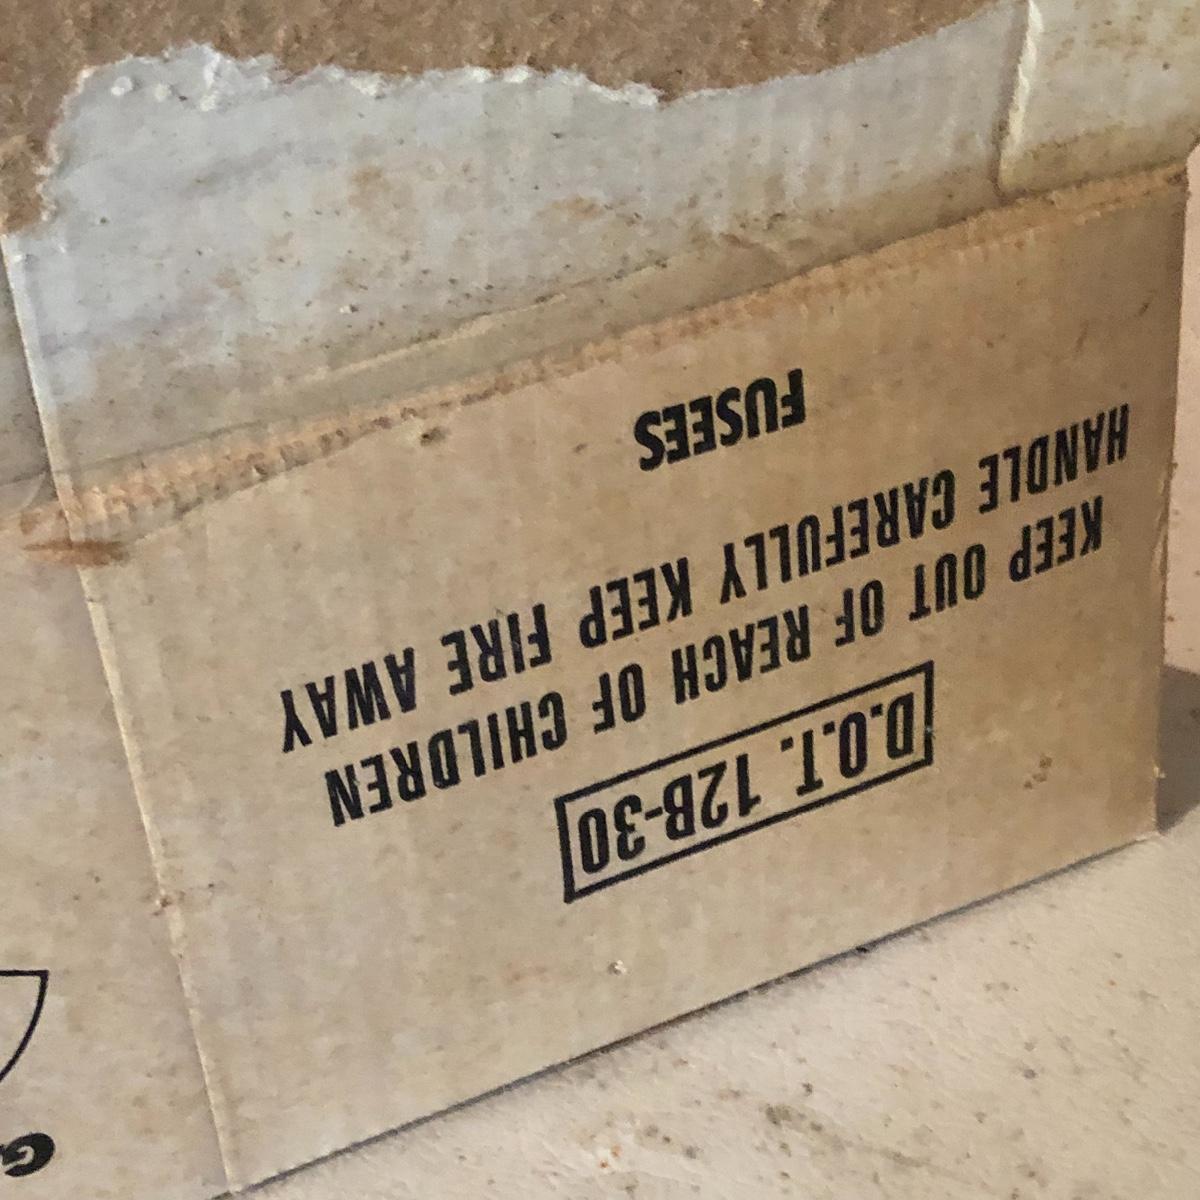 D.O.T. 12B-30
KEEP OUT OF REACH OF CHILDREN
HANDLE CAREFULLY KEEP FIRE AWAY
FUSEES